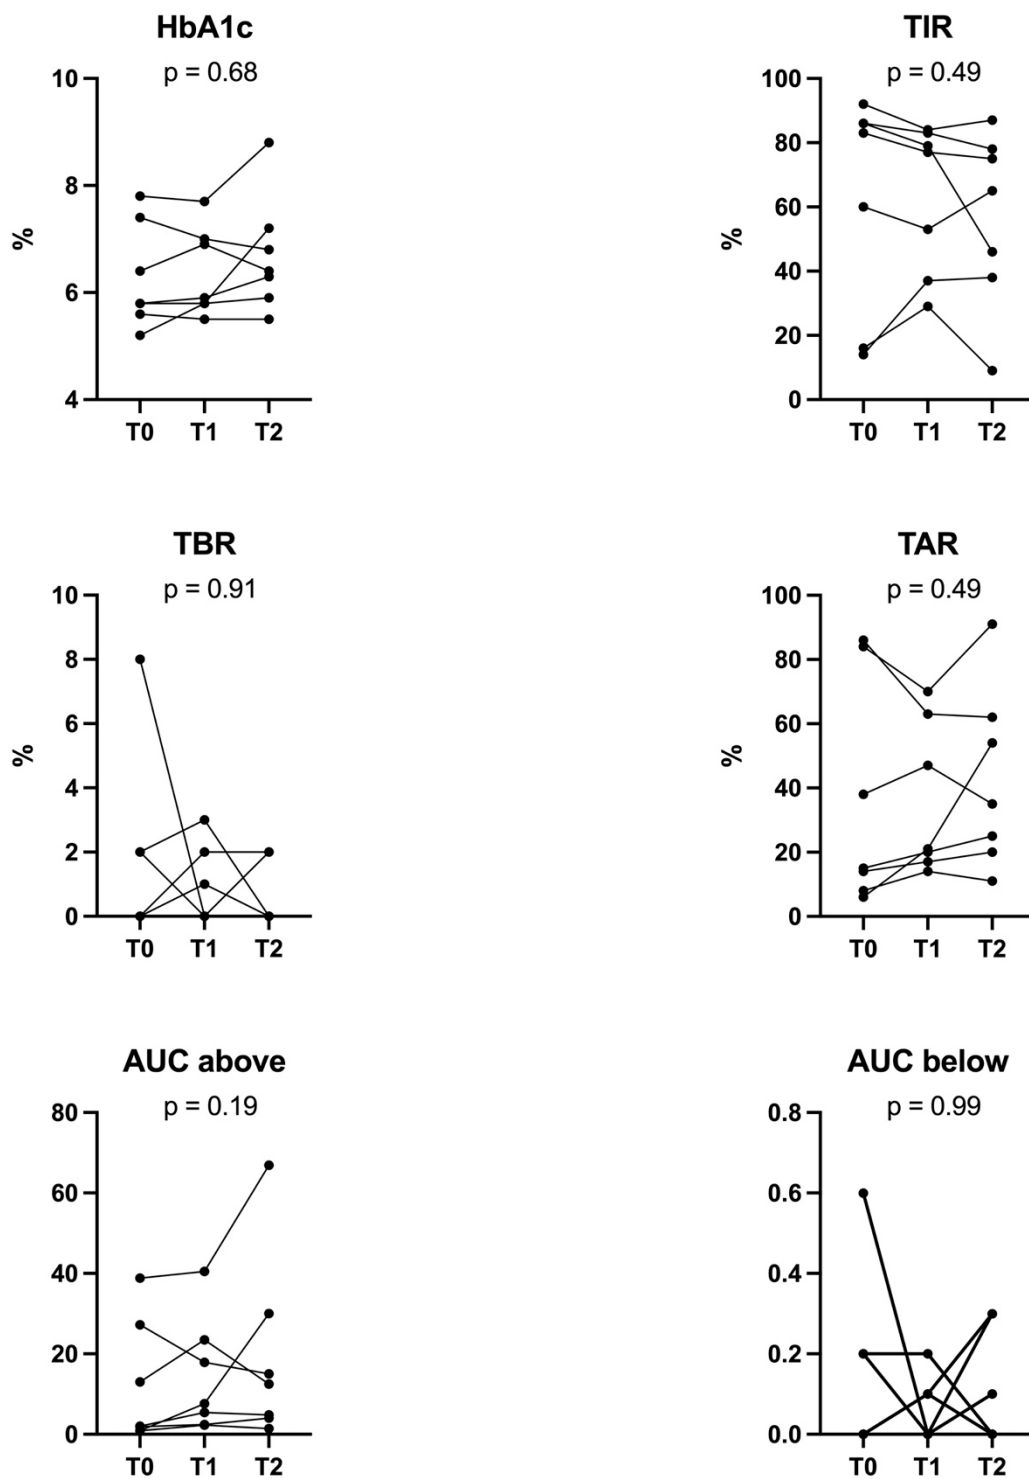 HbA1c
p = 0.68
%
10
8
6
4
T0 T1 T2
TIR
p = 0.49
%
100
80
60
40
20
0
T0 T1 T2
TBR
p = 0.91
%
10
8
6
4
2
0
T0 T1 T2
TAR
p = 0.49
%
100
80
60
40
20
0
T0 T1 T2
AUC above
p = 0.19
80
60
40
20
0
T0 T1 T2
AUC below
p = 0.99
0.8
0.6
0.4
0.2
0.0
T0 T1 T2